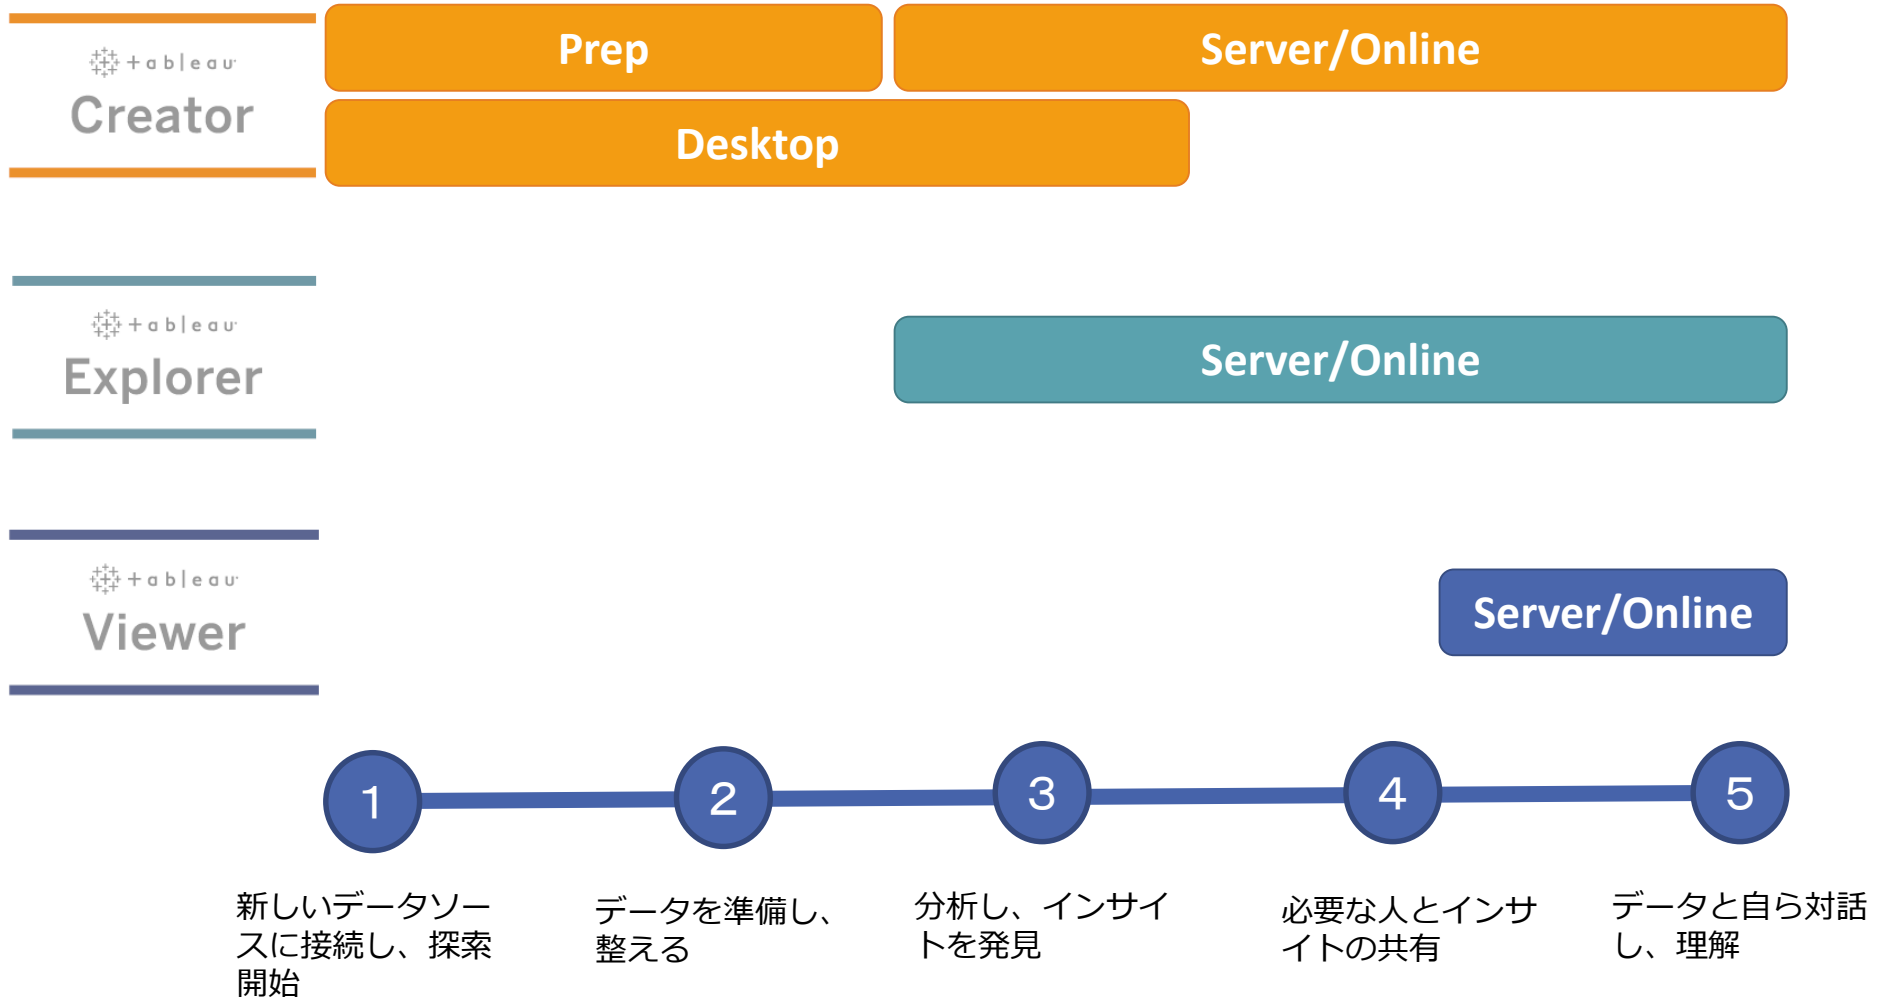 +ableau
Creator
Prep
Server/Online
Desktop
+ableau
Explorer
Server/Online
+ableau
Viewer
Server/Online
1
2
3
4
5
新しいデータソー
スに接続し、探索
開始
データを準備し、
整える
分析し、インサイ
トを発見
必要な人とインサ
イトの共有
データと自ら対話
し、理解